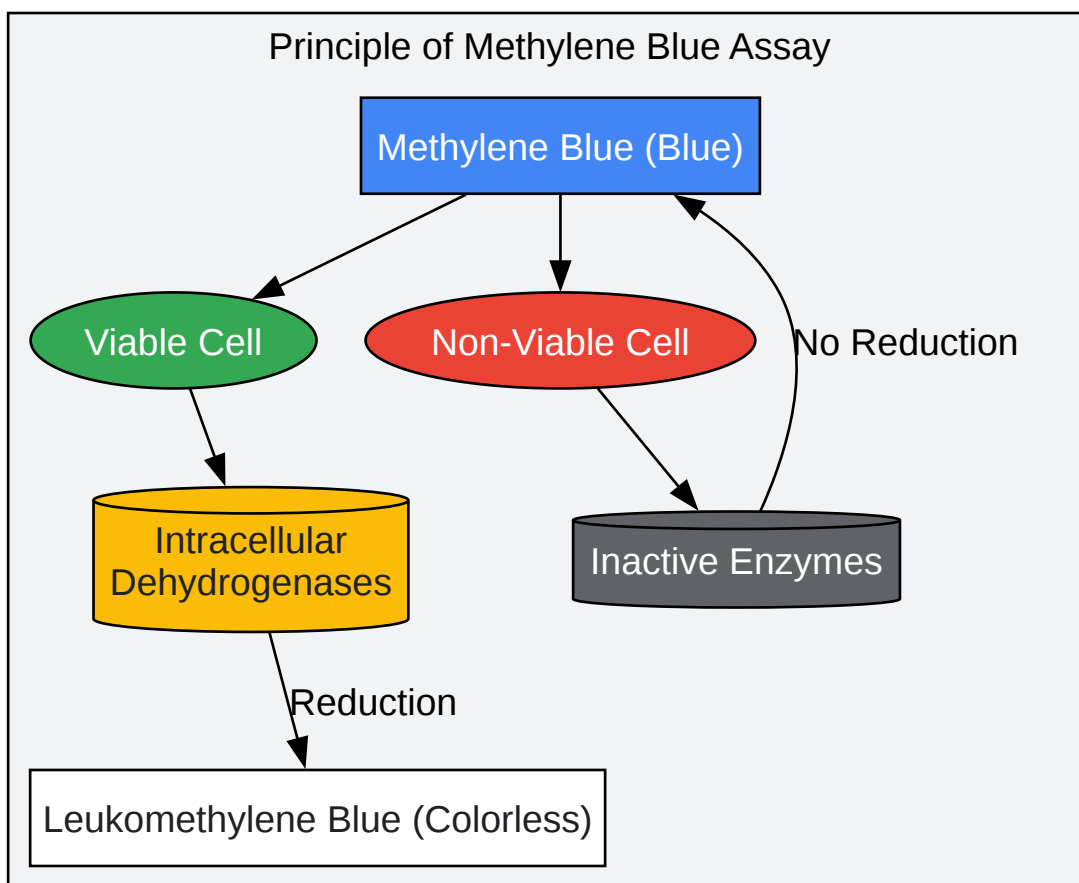 Principle of Methylene Blue Assay
Methylene Blue (Blue)
Viable Cell
Non-Viable Cell
No Reduction
Intracellular
Dehydrogenases
Inactive Enzymes
Reduction
Leukomethylene Blue (Colorless)